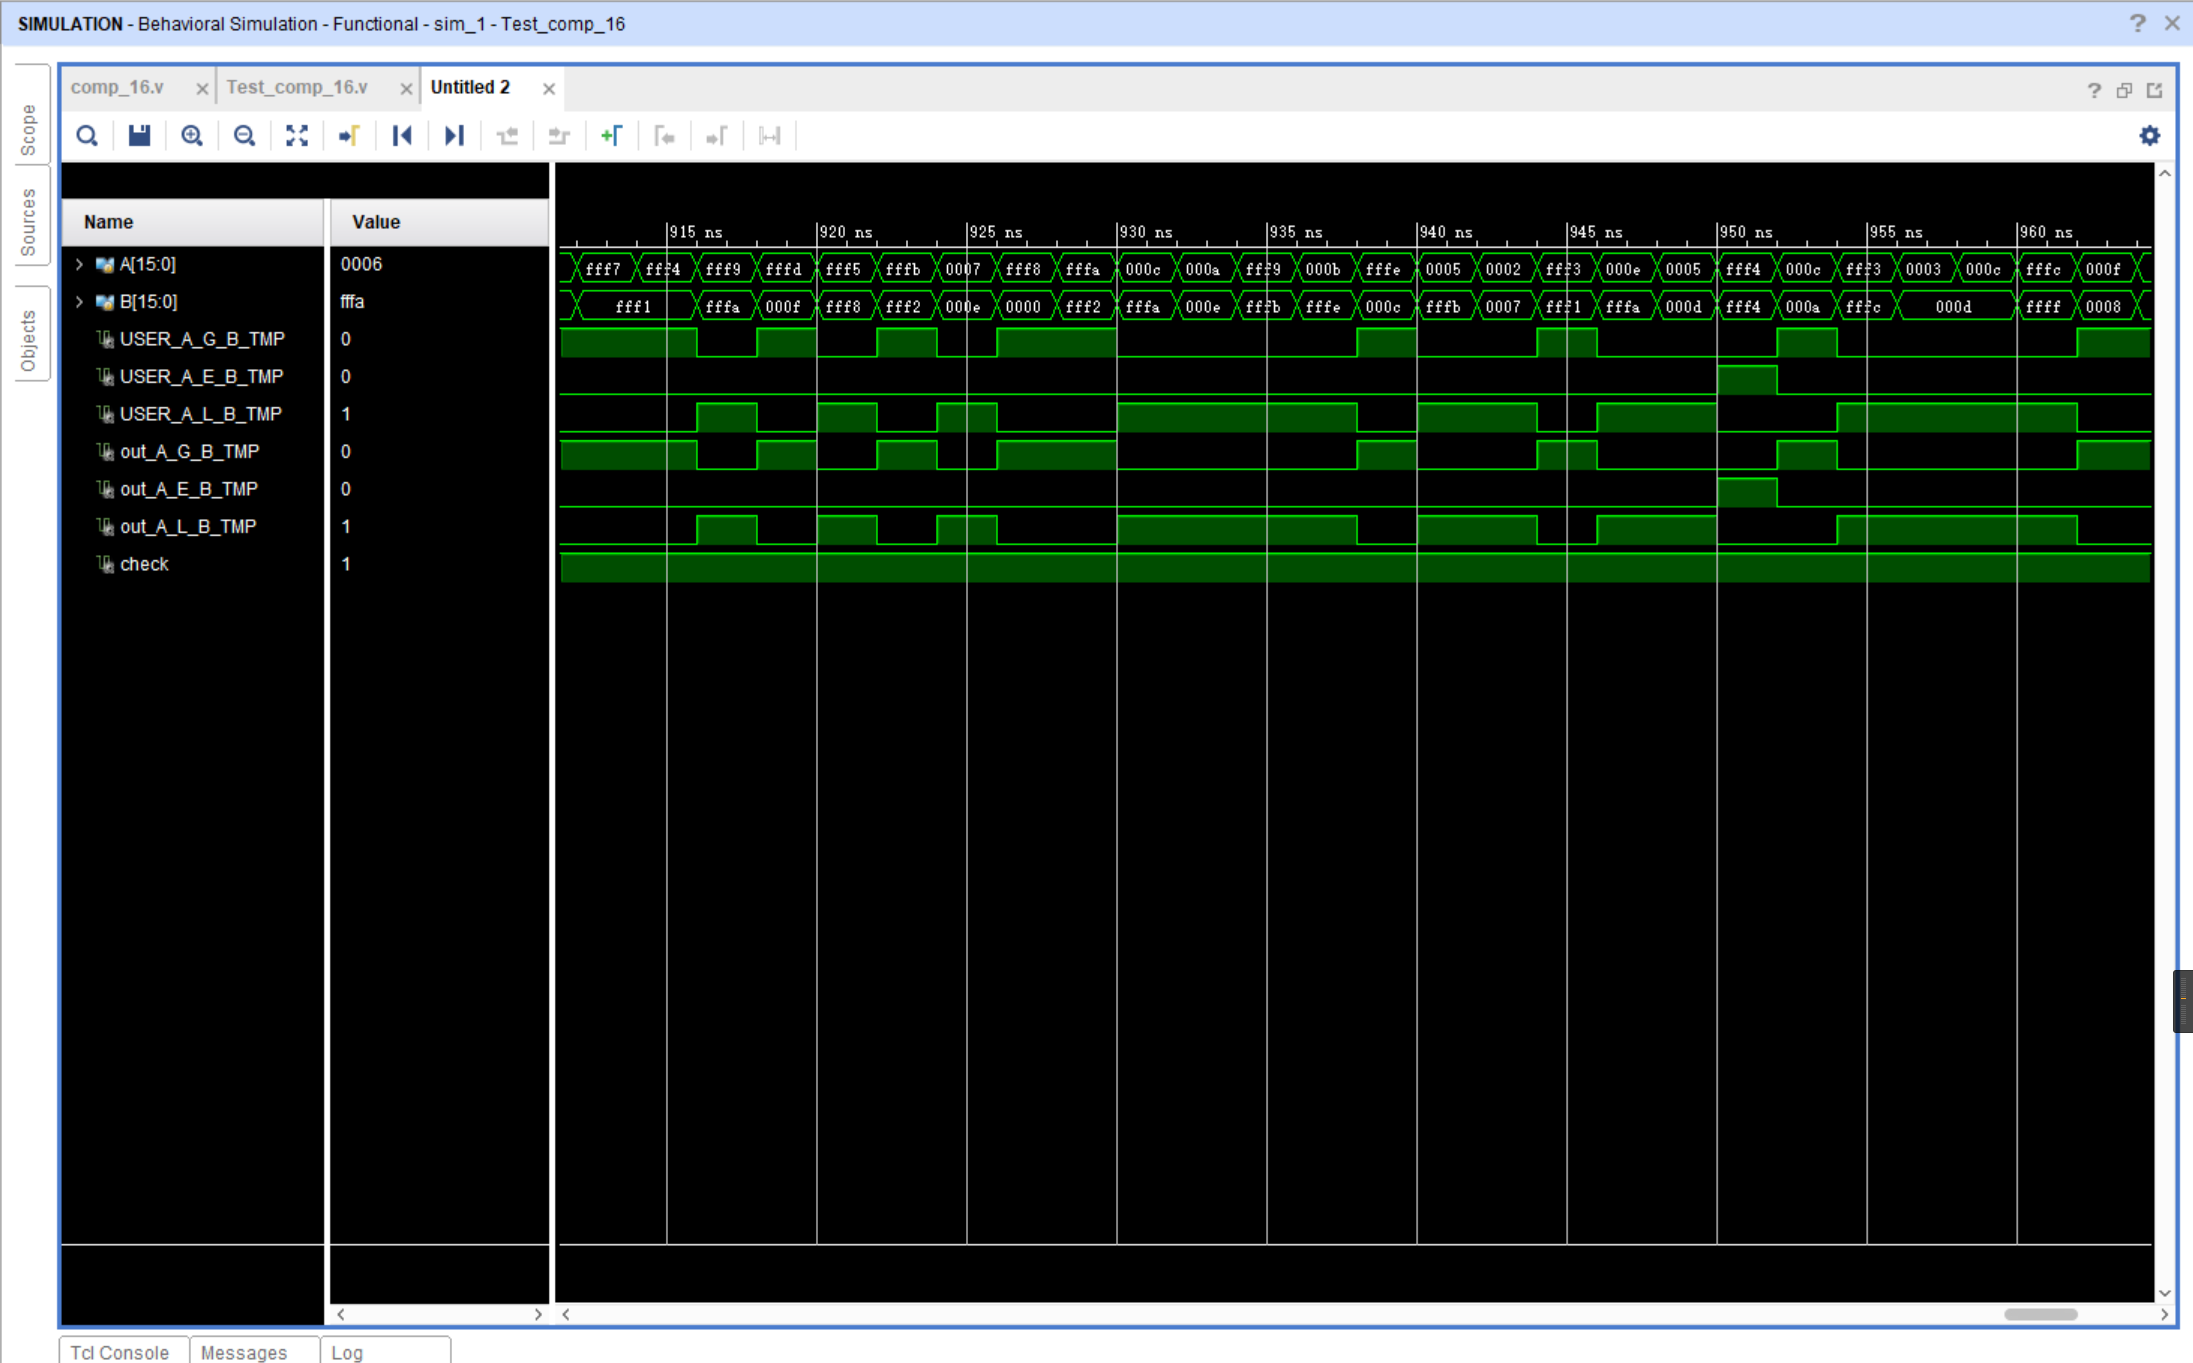 SIMULATION - Behavioral Simulation - Functional - sim_1 - Test_comp_16
Scope
Sources
Objects
comp_16.v
Test_comp_16.v
Untitled 2
Name Value
915 ns 920 ns 925 ns 930 ns 935 ns 940 ns 945 ns 950 ns 955 ns 960 ns
A[15:0] 0006 fff7 fff4 fff9 fffd fff5 fffb 0007 fff8 fffa 000c 000a fff9 000b fffe 0005 0002 fff3 000e 0005 fff4 000c fff3 0003 000c fffc 000f
B[15:0] fffa fff1 fffa 000f fff8 fff2 000e 0000 fff2 fffa 000e fffb fffe 000c fffb 0007 fff1 fffa 000d fff4 000a fffc 000d ffff 0008
USER_A_G_B_TMP 0
USER_A_E_B_TMP 0
USER_A_L_B_TMP 1
out_A_G_B_TMP 0
out_A_E_B_TMP 0
out_A_L_B_TMP 1
check 1
Tcl Console Messages Log